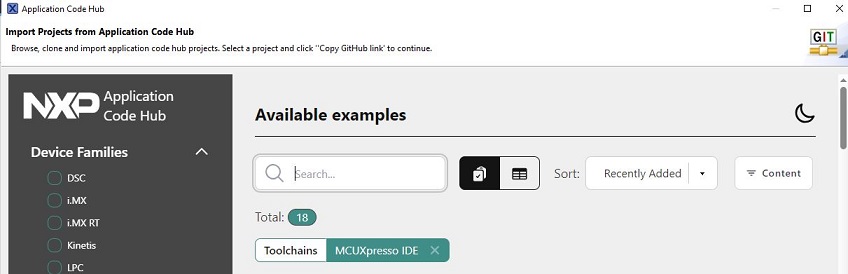 Application Code Hub
Import Projects from Application Code Hub
Browse, clone and import application code hub projects. Select a project and click ''Copy GitHub link' to continue.
GIT
NXP Application
Code Hub
Device Families
DSC
i.MX
i.MX RT
Kinetis
LPC
Available examples
Search...
Sort: Recently Added
Content
Total: 18
Toolchains MCUXpresso IDE